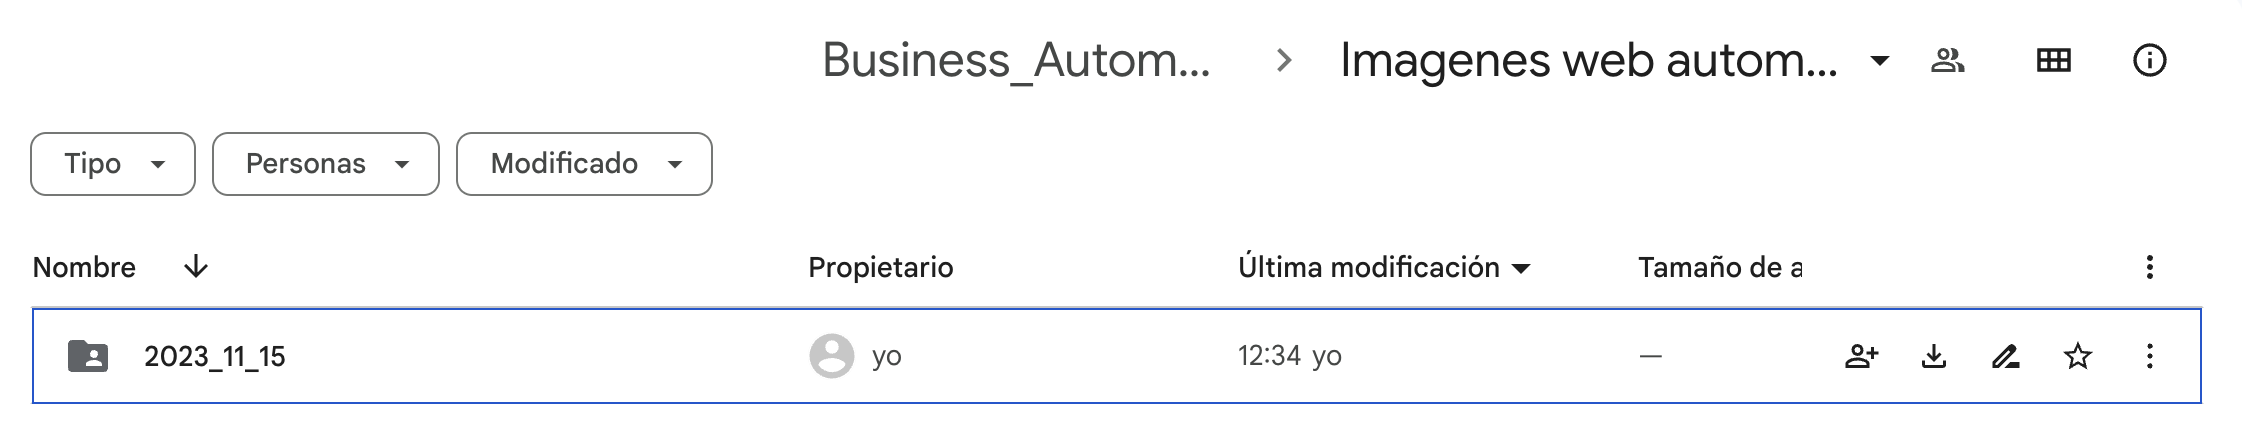 Business_Autom... > Imagenes web autom...
Tipo Personas Modificado
Nombre Propietario Última modificación Tamaño de a
2023_11_15 yo 12:34 yo —